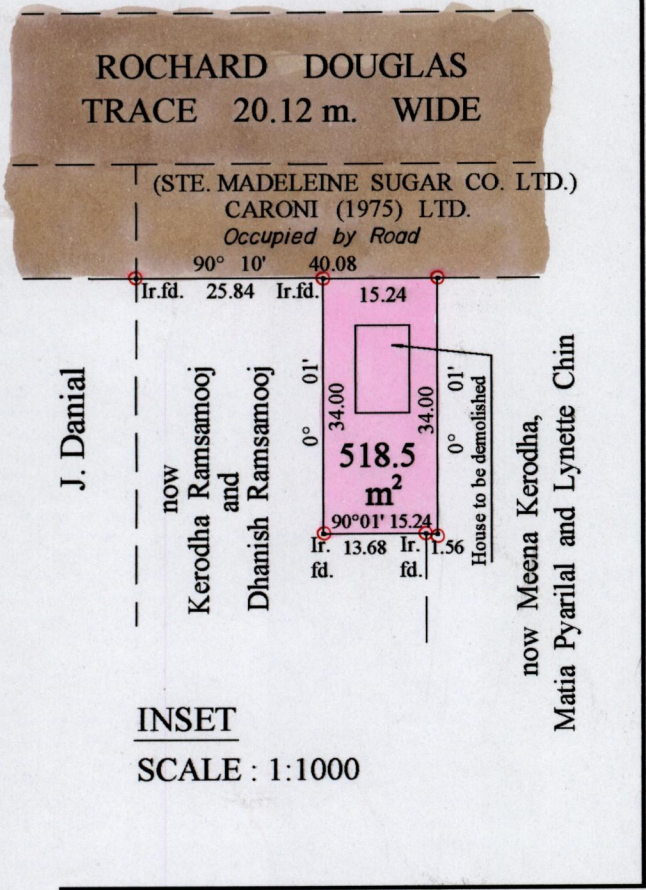 ROCHARD DOUGLAS
TRACE 20.12 m. WIDE
(STE. MADELEINE SUGAR CO. LTD.)
CARONI (1975) LTD.
Occupied by Road
90° 10' 40.08
Ir.fd. 25.84 Ir.fd. 15.24
J. Danial
now
Kerodha Ramsamooj
and
Dhanish Ramsamooj
0° 01'
34.00
518.5
m²
34.00
0° 01'
House to be demolished
now Meena Kerodha,
Matia Pyarilal and Lynette Chin
90°01' 15.24
Ir. fd. 13.68 Ir. fd. 1.56
INSET
SCALE : 1:1000